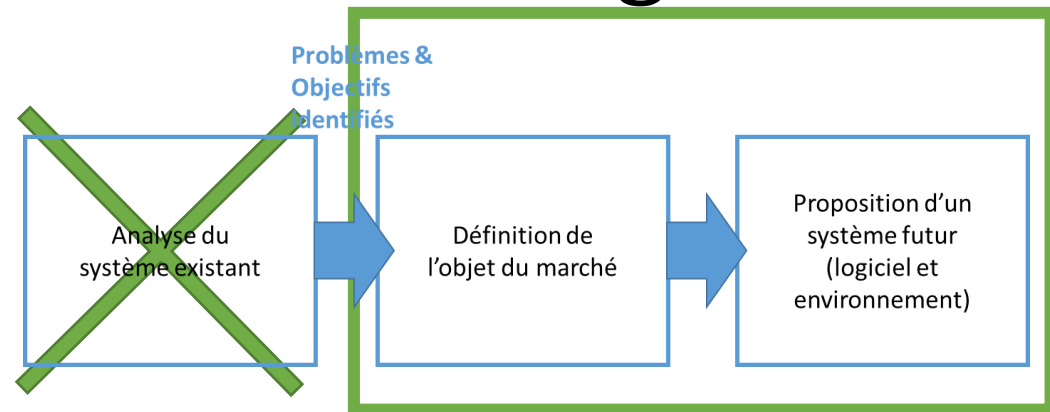 Problèmes &
Objectifs
identifiés
Analyse du
système existant
Définition de
l'objet du marché
Proposition d'un
système futur
(logiciel et
environnement)